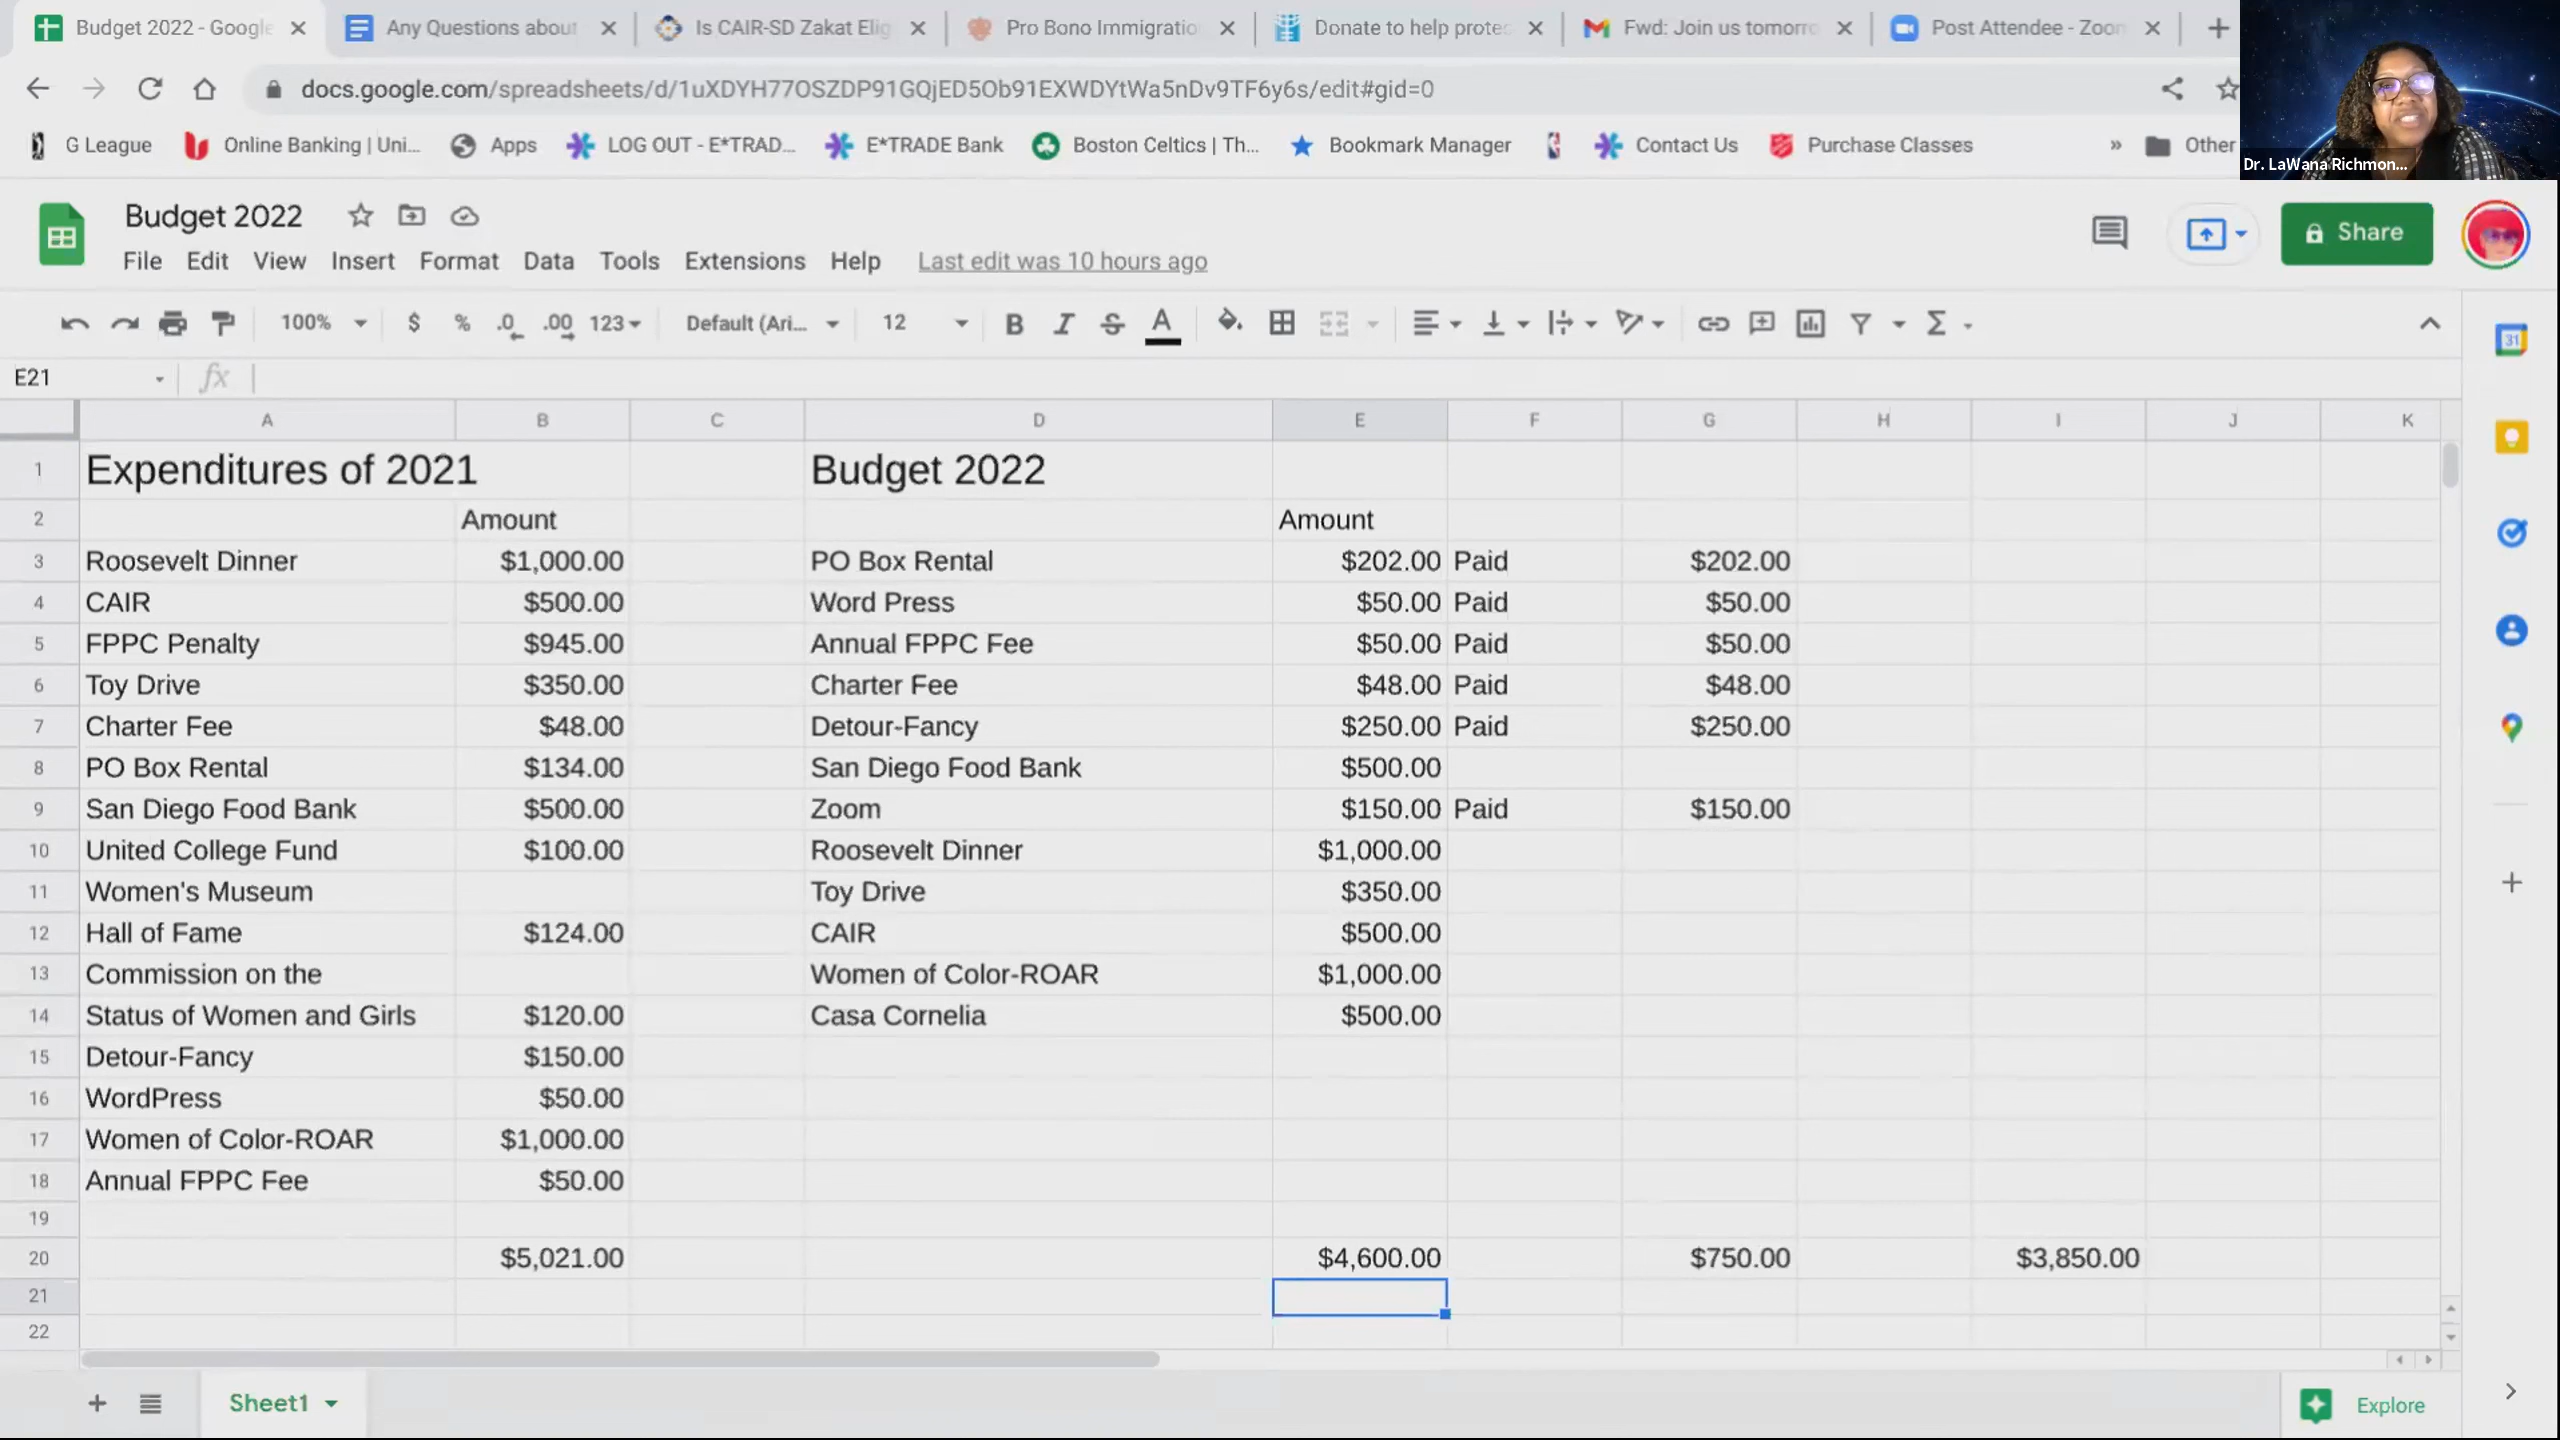 Budget 2022 - Google
Any Questions about
Is CAIR-SD Zakat Elig
Pro Bono Immigratio
Donate to help protec
Fwd: Join us tomorro
Post Attendee - Zoom
docs.google.com/spreadsheets/d/1uXDYH77OSZDP91GQjED5Ob91EXWDYtWa5nDv9TF6y6s/edit#gid=0
G League Online Banking | Uni... Apps LOG OUT - E*TRAD... E*TRADE Bank Boston Celtics | Th... Bookmark Manager Contact Us Purchase Classes » Other
Dr. LaWana Richmon...
Budget 2022
Share
File Edit View Insert Format Data Tools Extensions Help Last edit was 10 hours ago
100% $ % .0 .00 123 Default (Ari... 12 B I S A Σ
31
E21 fx
A B C D E F G H I J K
1 Expenditures of 2021 Budget 2022
2 Amount Amount
3 Roosevelt Dinner $1,000.00 PO Box Rental $202.00 Paid $202.00
4 CAIR $500.00 Word Press $50.00 Paid $50.00
5 FPPC Penalty $945.00 Annual FPPC Fee $50.00 Paid $50.00
6 Toy Drive $350.00 Charter Fee $48.00 Paid $48.00
7 Charter Fee $48.00 Detour-Fancy $250.00 Paid $250.00
8 PO Box Rental $134.00 San Diego Food Bank $500.00
9 San Diego Food Bank $500.00 Zoom $150.00 Paid $150.00
10 United College Fund $100.00 Roosevelt Dinner $1,000.00
11 Women's Museum Toy Drive $350.00
12 Hall of Fame $124.00 CAIR $500.00
13 Commission on the Women of Color-ROAR $1,000.00
14 Status of Women and Girls $120.00 Casa Cornelia $500.00
15 Detour-Fancy $150.00
16 WordPress $50.00
17 Women of Color-ROAR $1,000.00
18 Annual FPPC Fee $50.00
19
20 $5,021.00 $4,600.00 $750.00 $3,850.00
21
22
Sheet1
Explore